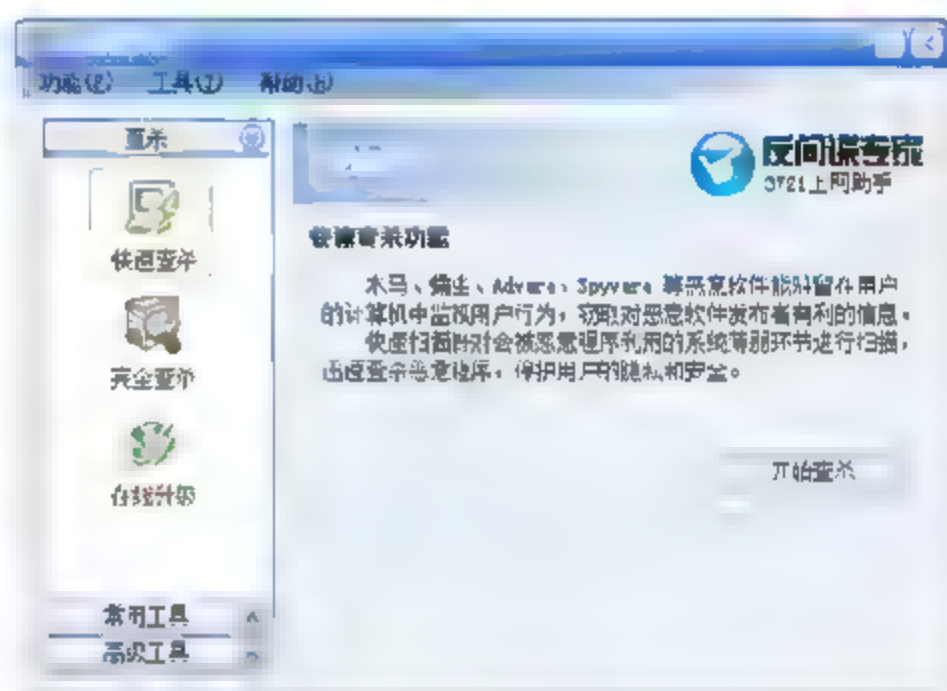 功能(F) 工具(T) 帮助(H)
查杀
反间谍专家
3721上网助手
快速查杀
快速查杀功能
木马、蠕虫、Adware、Spyware 等恶意软件能驻留在用户
的计算机中监视用户行为，窃取对恶意软件发布者有利的信息。
快速扫描针对会被恶意程序利用的系统薄弱环节进行扫描，
迅速查杀恶意程序，保护用户的隐私和安全。
完全查杀
在线升级
开始查杀
常用工具
高级工具